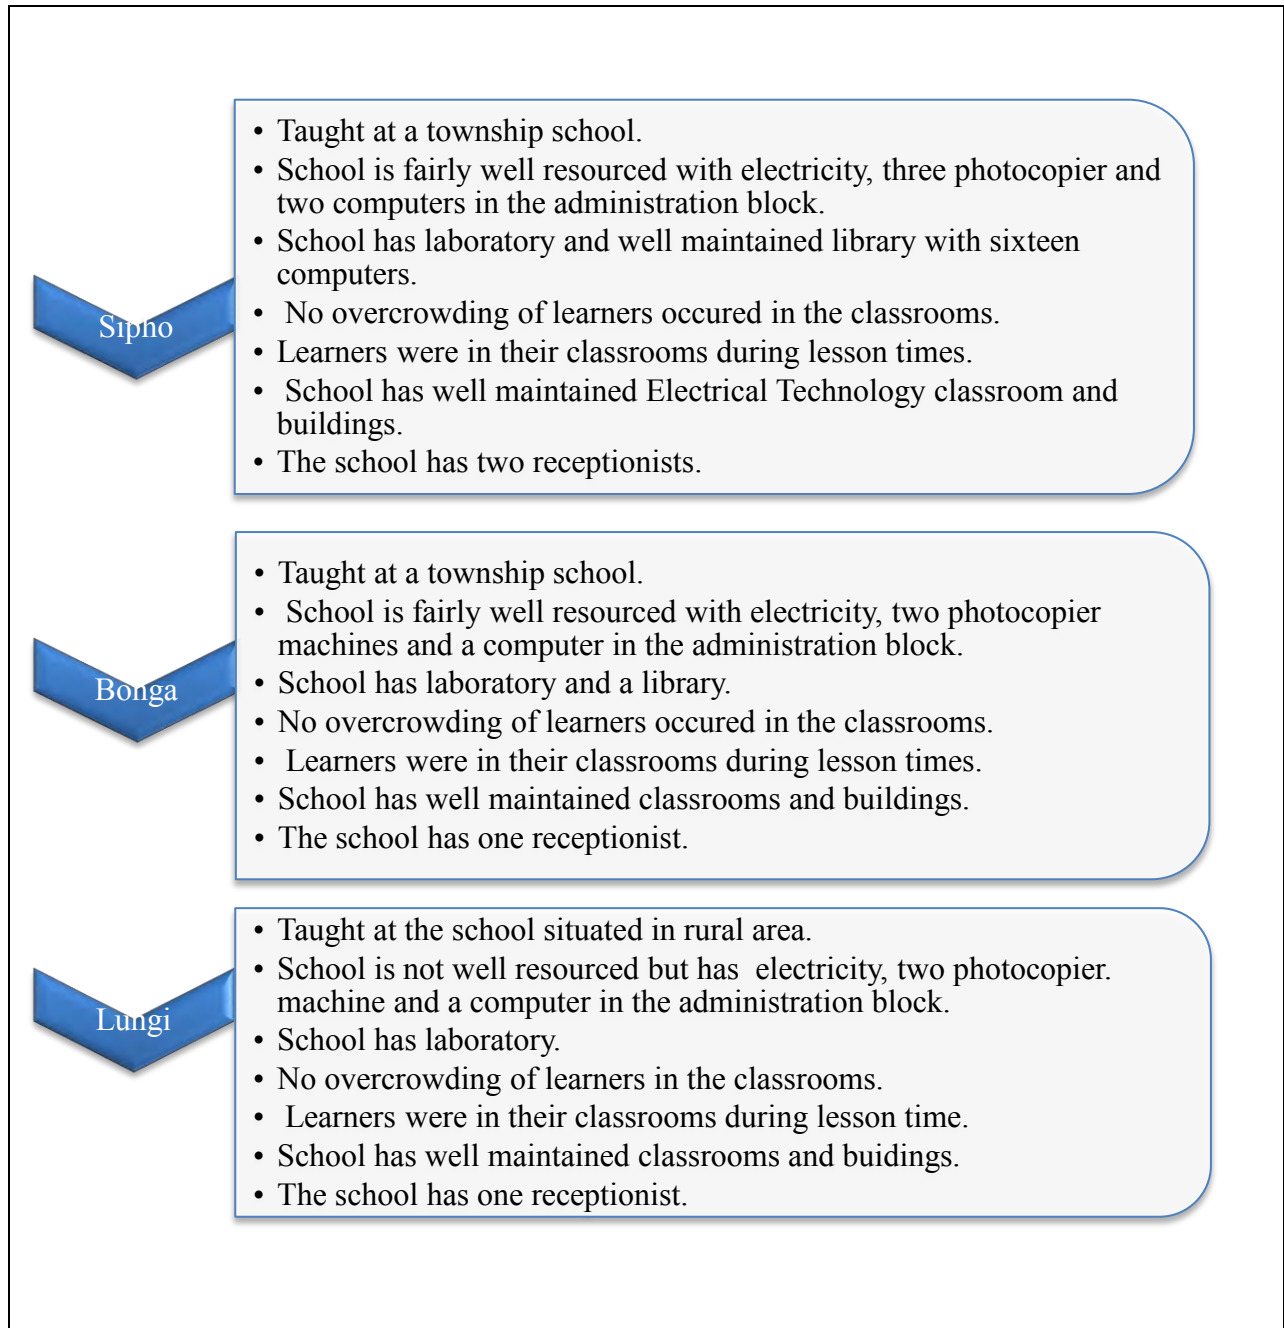 Sipho
• Taught at a township school.
• School is fairly well resourced with electricity, three photocopier and
two computers in the administration block.
• School has laboratory and well maintained library with sixteen
computers.
• No overcrowding of learners occured in the classrooms.
• Learners were in their classrooms during lesson times.
• School has well maintained Electrical Technology classroom and
buildings.
• The school has two receptionists.
Bonga
• Taught at a township school.
• School is fairly well resourced with electricity, two photocopier
machines and a computer in the administration block.
• School has laboratory and a library.
• No overcrowding of learners occured in the classrooms.
• Learners were in their classrooms during lesson times.
• School has well maintained classrooms and buildings.
• The school has one receptionist.
Lungi
• Taught at the school situated in rural area.
• School is not well resourced but has electricity, two photocopier.
machine and a computer in the administration block.
• School has laboratory.
• No overcrowding of learners in the classrooms.
• Learners were in their classrooms during lesson time.
• School has well maintained classrooms and buidings.
• The school has one receptionist.